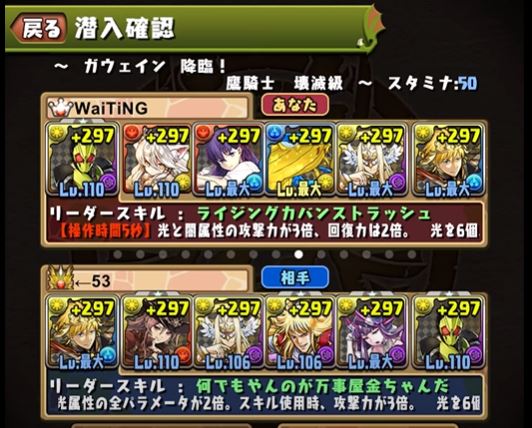 戻る 潜入確認
～ ガウェイン 降臨！
鷹騎士 壊滅級 ～ スタミナ:50
WaiTiNG あなた
+297 +297 +297 +297 +297 +297
Lv.110 Lv.110 Lv.最大 Lv.最大 Lv.最大 Lv.最大
リーダースキル : ライジングカバンストラッシュ
【操作時間5秒】光と闇属性の攻撃力が3倍、回復力は2倍。 光を6個
←53 相手
+297 +297 +297 +297 +297 +297
Lv.最大 Lv.110 Lv.106 Lv.106 Lv.最大 Lv.110
リーダースキル : 何でもやんのが万事屋金ちゃんだ
光属性の全パラメータが2倍。スキル使用時、攻撃力が3倍。 光を6